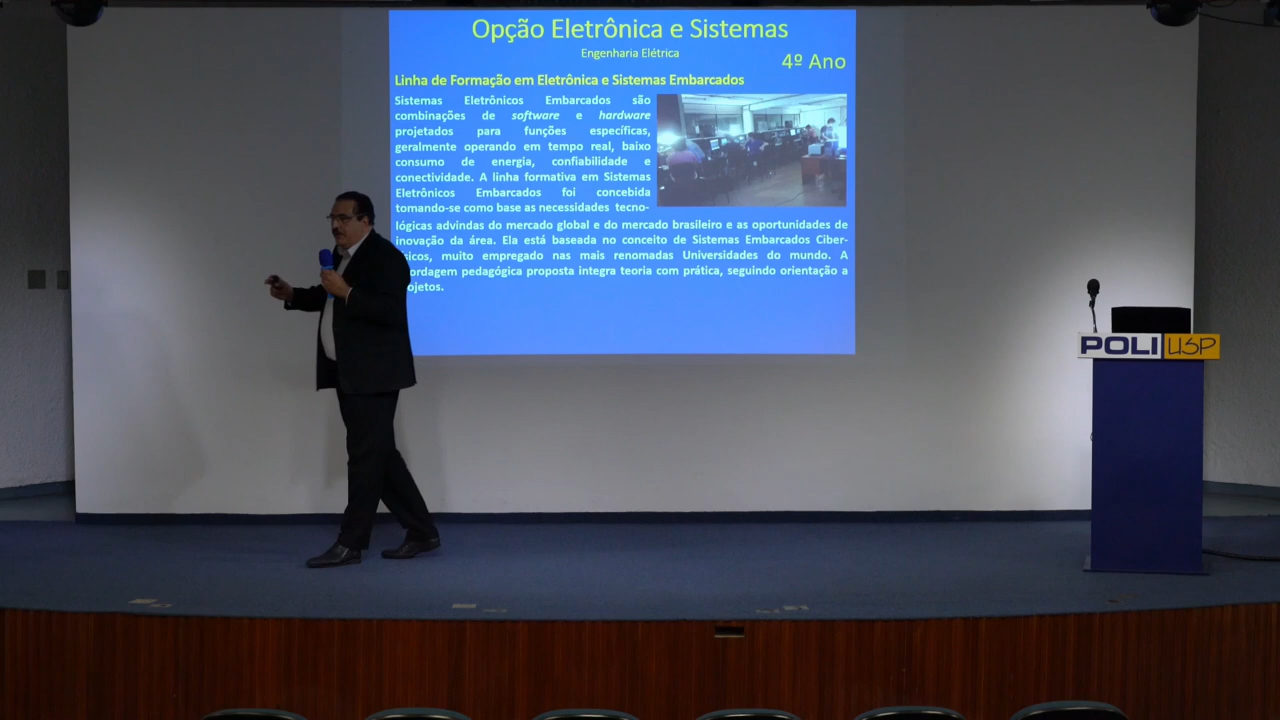 Opção Eletrônica e Sistemas
Engenharia Elétrica
4º Ano
Linha de Formação em Eletrônica e Sistemas Embarcados
Sistemas Eletrônicos Embarcados são
combinações de software e hardware
projetados para funções específicas,
geralmente operando em tempo real, baixo
consumo de energia, confiabilidade e
conectividade. A linha formativa em Sistemas
Eletrônicos Embarcados foi concebida
tomando-se como base as necessidades tecno-
lógicas advindas do mercado global e do mercado brasileiro e as oportunidades de
inovação da área. Ela está baseada no conceito de Sistemas Embarcados Ciber-
sicos, muito empregado nas mais renomadas Universidades do mundo. A
bordagem pedagógica proposta integra teoria com prática, seguindo orientação a
ojetos.
POLI USP